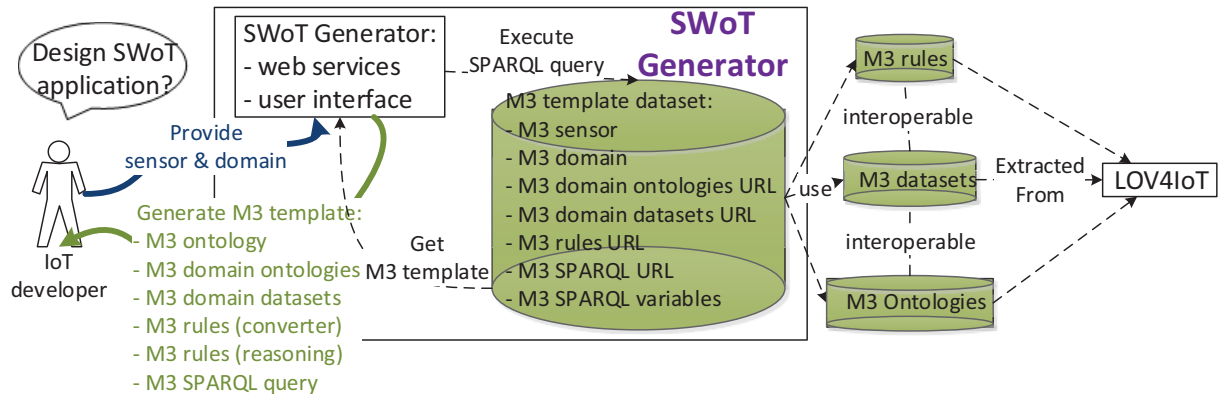 Design SWoT
application?
SWoT Generator:
- web services
- user interface
Execute
SPARQL query
SWoT
Generator
Provide
sensor & domain
IoT
developer
Generate M3 template:
- M3 ontology
- M3 domain ontologies
- M3 domain datasets
- M3 rules (converter)
- M3 rules (reasoning)
- M3 SPARQL query
Get
M3 template
M3 template dataset:
- M3 sensor
- M3 domain
- M3 domain ontologies URL
- M3 domain datasets URL
- M3 rules URL
- M3 SPARQL URL
- M3 SPARQL variables
use
M3 rules
interoperable
M3 datasets
interoperable
M3 Ontologies
Extracted
From
LOV4IoT